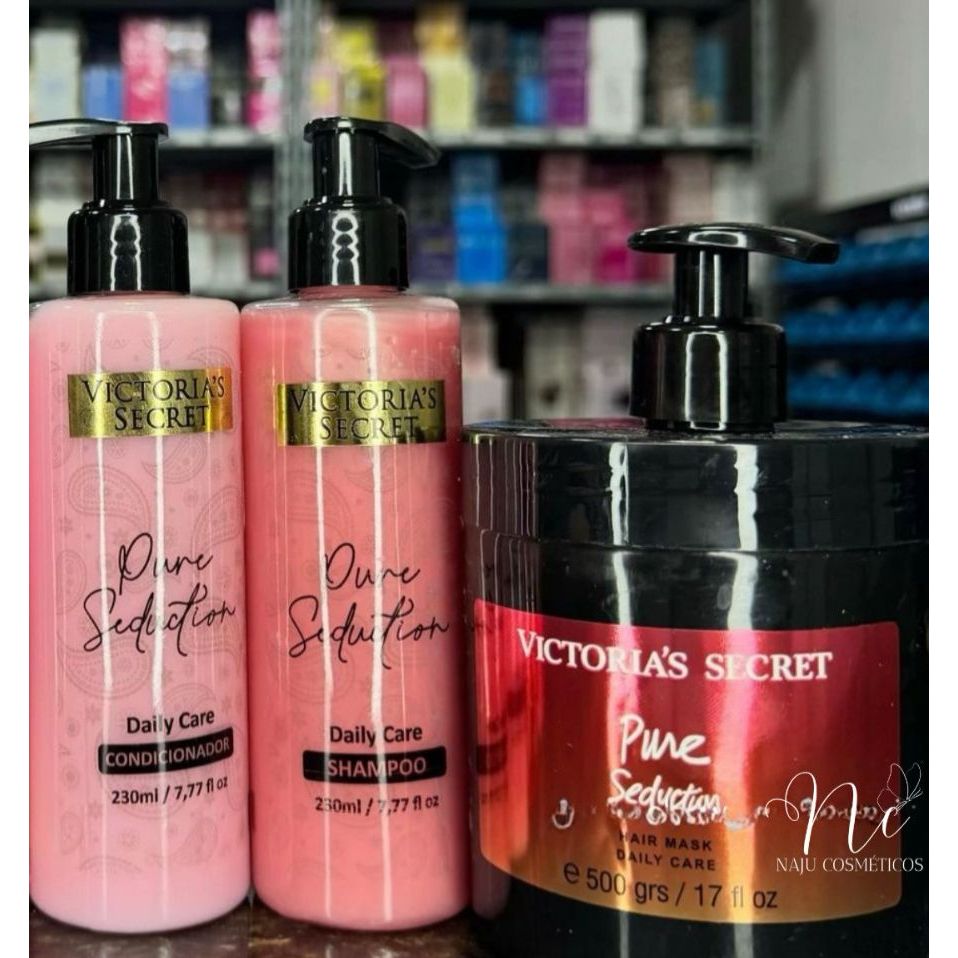 VICTORIA'S
SECRET
Pure
Seduction
Daily Care
CONDICIONADOR
230ml / 7,77 fl oz
VICTORIA'S
SECRET
Pure
Seduction
Daily Care
SHAMPOO
230ml / 7,77 fl oz
VICTORIA'S SECRET
Pure
Seduction
HAIR MASK
DAILY CARE
e 500 grs / 17 fl oz
Nc
NAJU COSMÉTICOS